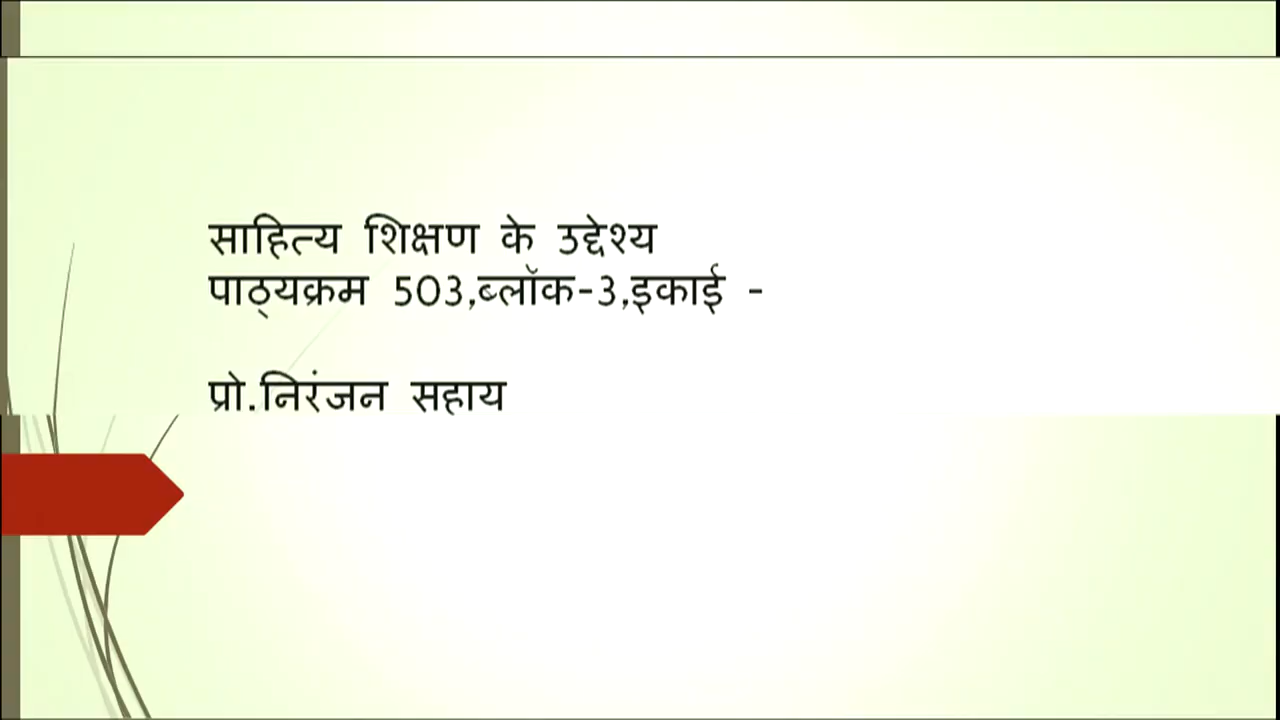 साहित्य शिक्षण के उद्देश्य
पाठ्यक्रम 503,ब्लॉक-3,इकाई -
प्रो.निरंजन सहाय